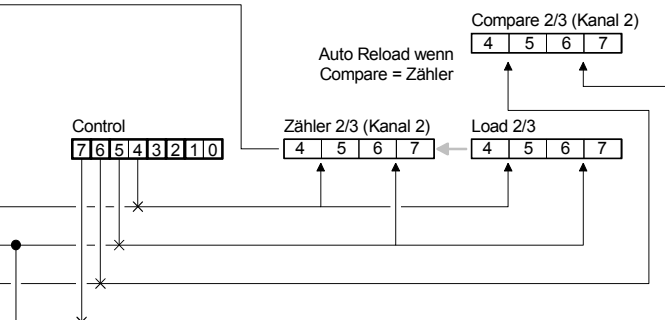 Compare 2/3 (Kanal 2)
4 5 6 7
Auto Reload wenn
Compare = Zähler
Control
7 6 5 4 3 2 1 0
Zähler 2/3 (Kanal 2)
4 5 6 7
Load 2/3
4 5 6 7